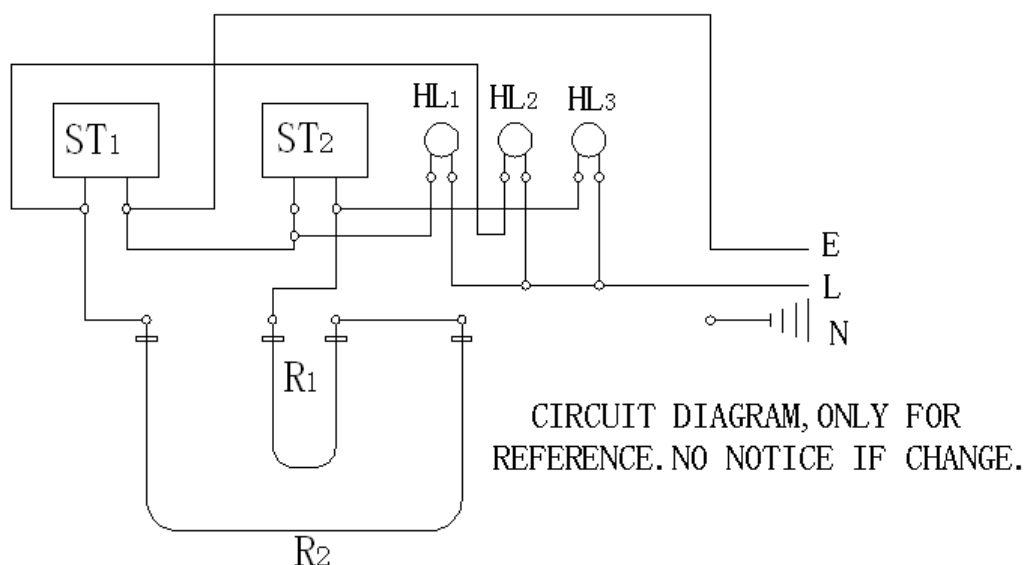 HL1 HL2 HL3
ST1 ST2
E
L
N
R1
CIRCUIT DIAGRAM, ONLY FOR
REFERENCE. NO NOTICE IF CHANGE.
R2